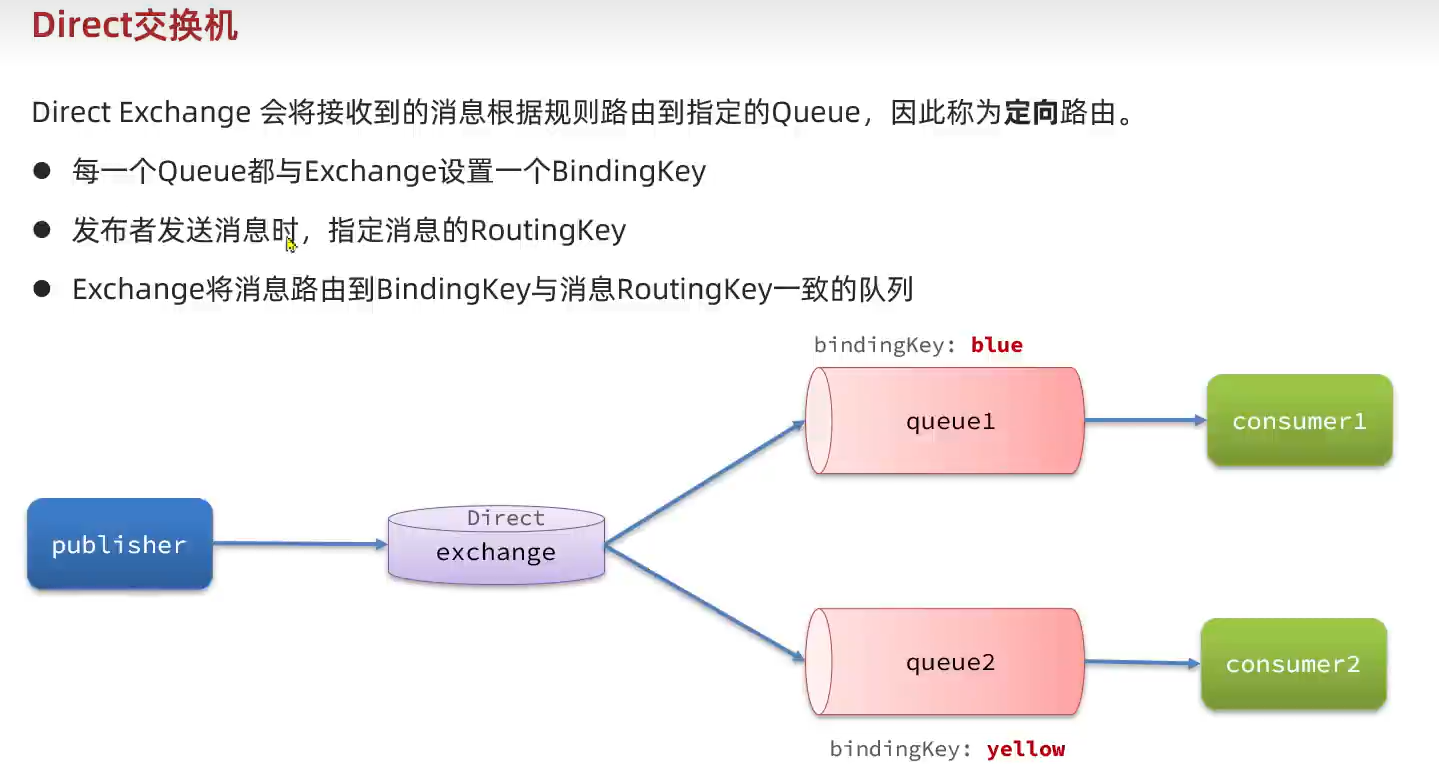 Direct交换机
Direct Exchange 会将接收到的消息根据规则路由到指定的Queue，因此称为定向路由。
● 每一个Queue都与Exchange设置一个BindingKey
● 发布者发送消息时，指定消息的RoutingKey
● Exchange将消息路由到BindingKey与消息RoutingKey一致的队列
bindingKey: blue
queue1
consumer1
publisher
Direct
exchange
queue2
consumer2
bindingKey: yellow